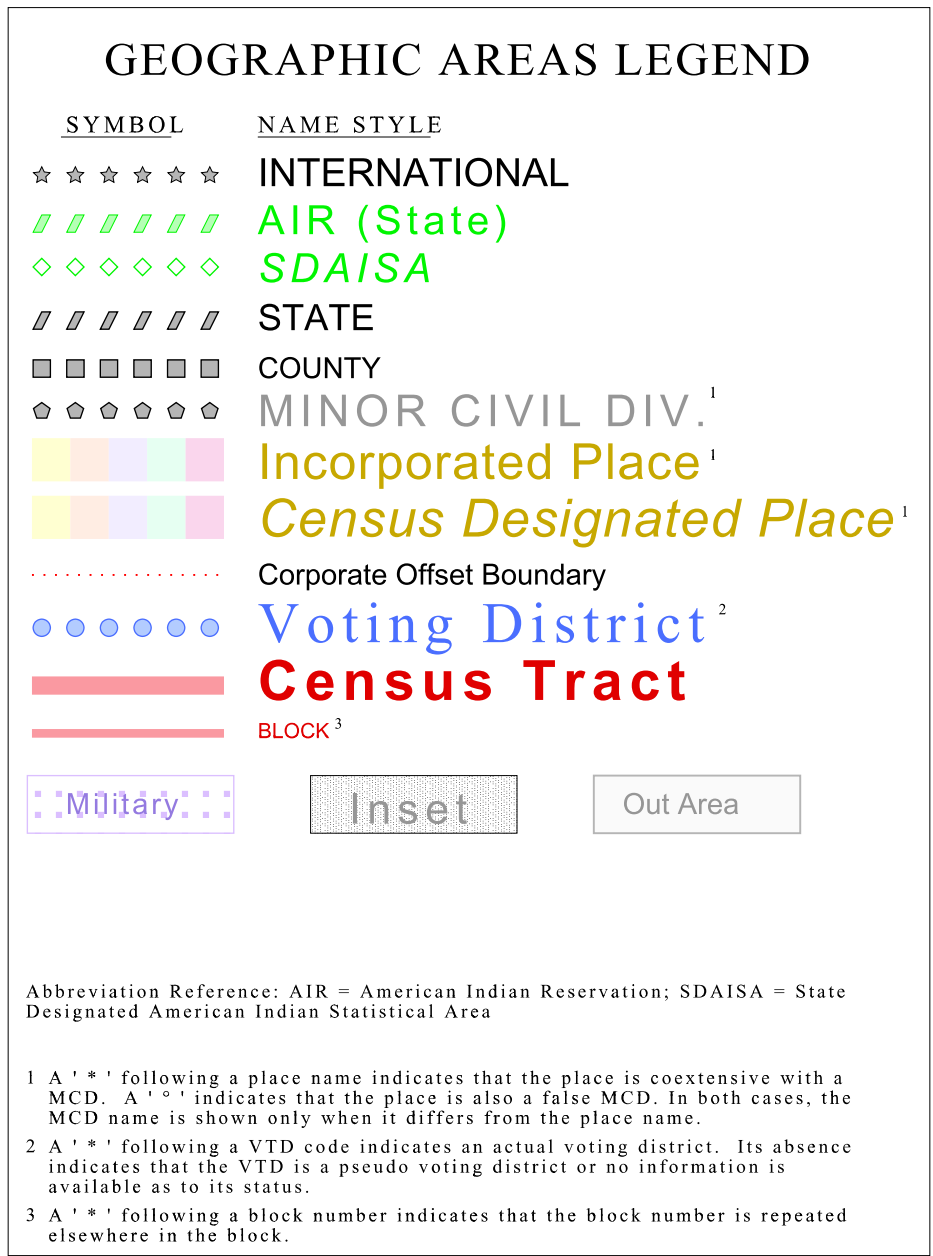 GEOGRAPHIC AREAS LEGEND
SYMBOL NAME STYLE
INTERNATIONAL
AIR (State)
SDAISA
STATE
COUNTY
MINOR CIVIL DIV. 1
Incorporated Place 1
Census Designated Place 1
Corporate Offset Boundary
Voting District 2
Census Tract
BLOCK 3
Military Inset Out Area
Abbreviation Reference: AIR = American Indian Reservation; SDAISA = State
Designated American Indian Statistical Area
1 A ' * ' following a place name indicates that the place is coextensive with a
MCD. A ' ° ' indicates that the place is also a false MCD. In both cases, the
MCD name is shown only when it differs from the place name.
2 A ' * ' following a VTD code indicates an actual voting district. Its absence
indicates that the VTD is a pseudo voting district or no information is
available as to its status.
3 A ' * ' following a block number indicates that the block number is repeated
elsewhere in the block.